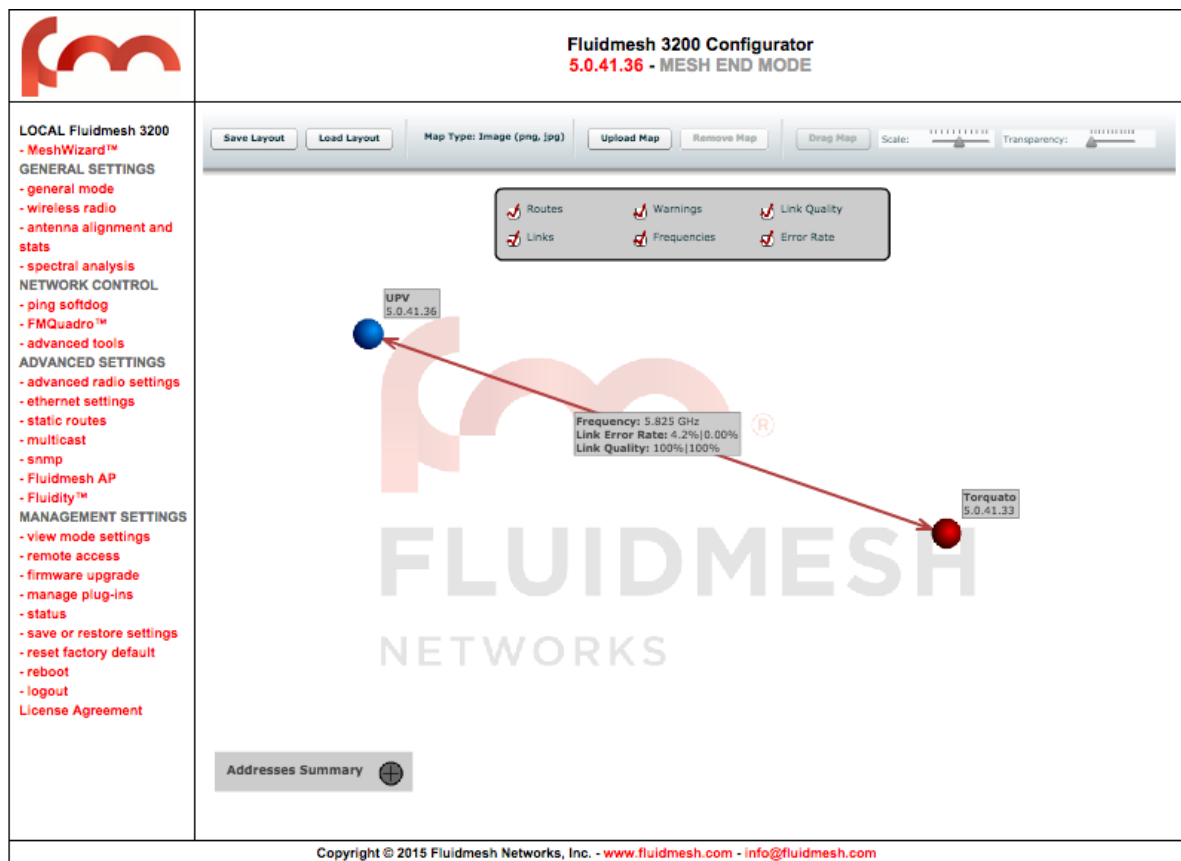 Fluidmesh 3200 Configurator
5.0.41.36 - MESH END MODE
LOCAL Fluidmesh 3200
- MeshWizard™
GENERAL SETTINGS
- general mode
- wireless radio
- antenna alignment and
stats
- spectral analysis
NETWORK CONTROL
- ping softdog
- FMQuadro™
- advanced tools
ADVANCED SETTINGS
- advanced radio settings
- ethernet settings
- static routes
- multicast
- snmp
- Fluidmesh AP
- Fluidity™
MANAGEMENT SETTINGS
- view mode settings
- remote access
- firmware upgrade
- manage plug-ins
- status
- save or restore settings
- reset factory default
- reboot
- logout
License Agreement
Save Layout Load Layout Map Type: Image (png, jpg) Upload Map Remove Map Drag Map Scale: Transparency:
Routes Warnings Link Quality
Links Frequencies Error Rate
UPV
5.0.41.36
Frequency: 5.825 GHz
Link Error Rate: 4.2%|0.00%
Link Quality: 100%|100%
®
Torquato
5.0.41.33
FLUIDMESH
NETWORKS
Addresses Summary
Copyright © 2015 Fluidmesh Networks, Inc. - www.fluidmesh.com - info@fluidmesh.com